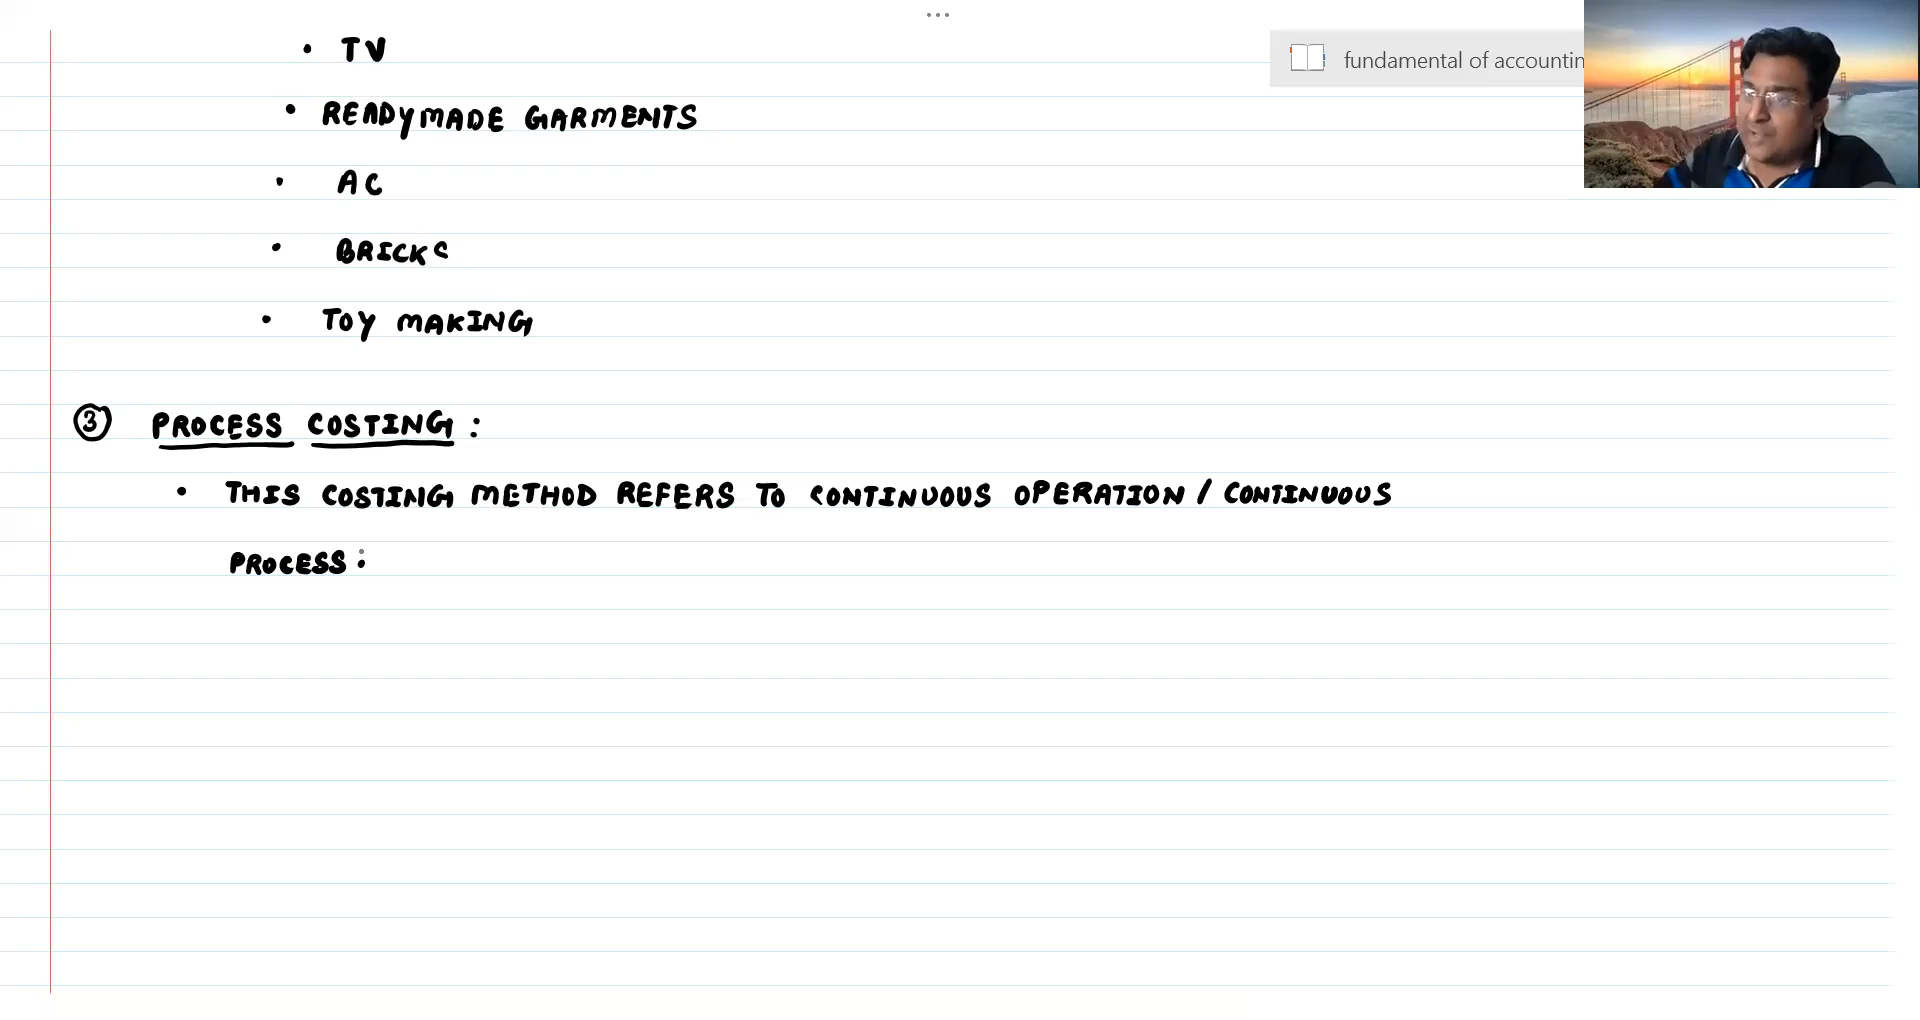 • TV
fundamental of accountin
• READYMADE GARMENTS
• AC
• BRICKS
• TOY MAKING
③ PROCESS COSTING :
• THIS COSTING METHOD REFERS TO CONTINUOUS OPERATION / CONTINUOUS
PROCESS :